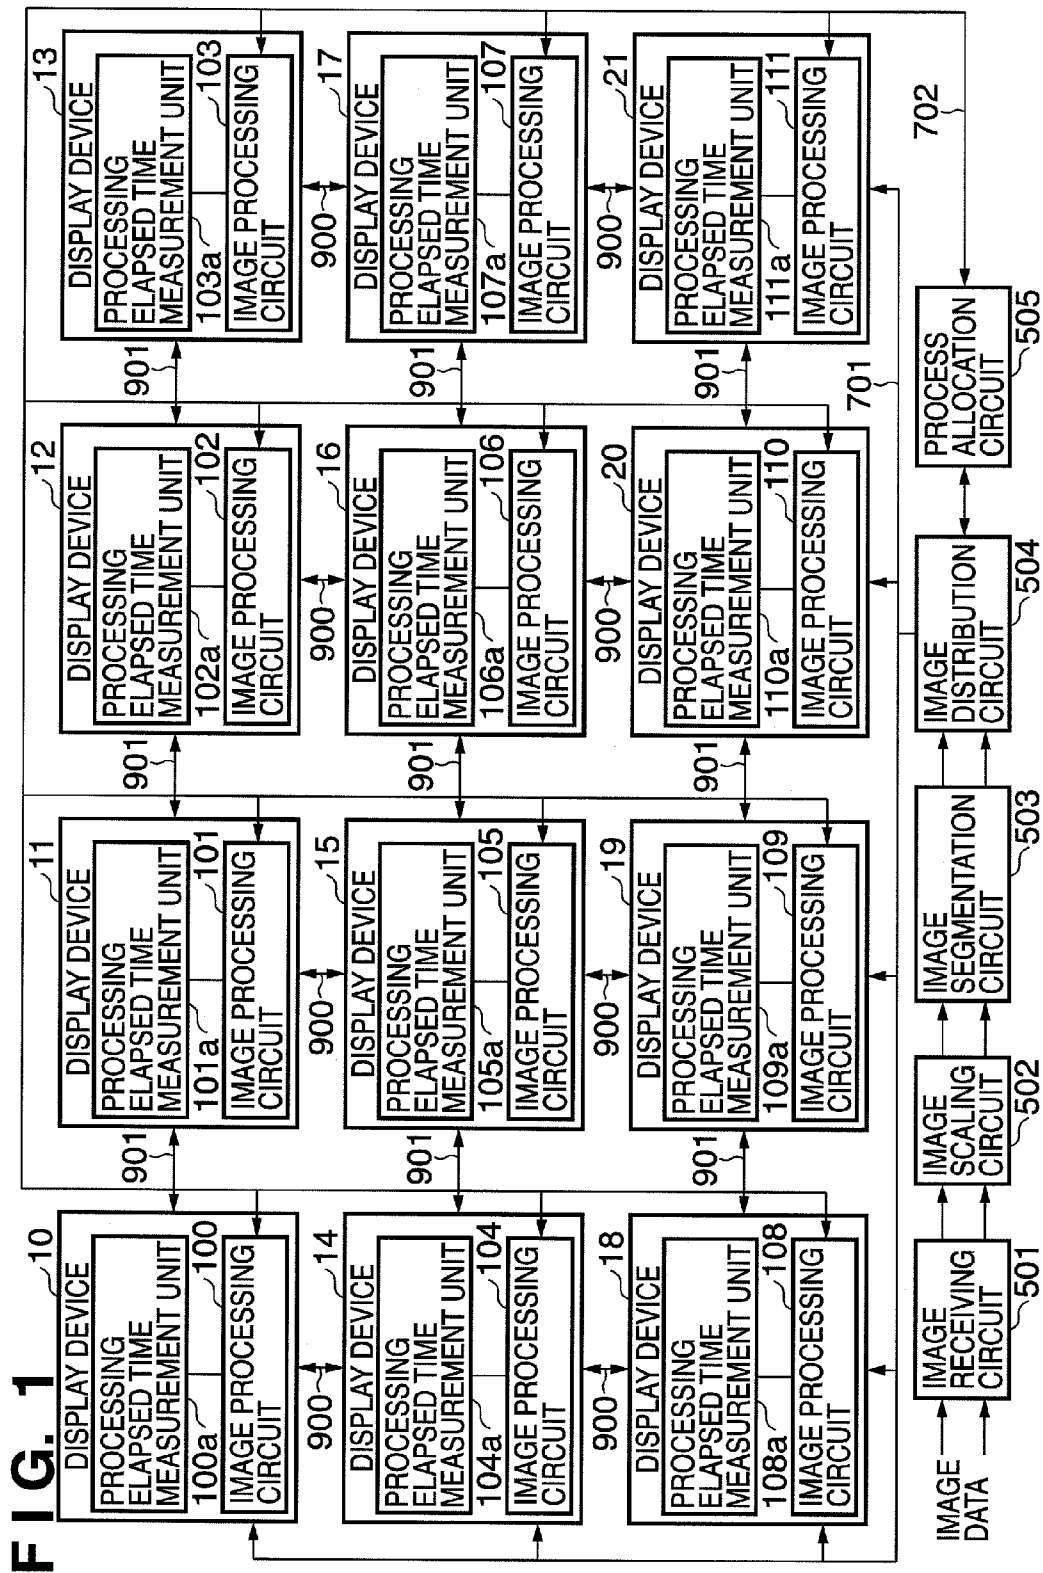 FIG. 1
10
DISPLAY DEVICE
PROCESSING
ELAPSED TIME
MEASUREMENT UNIT
100a
100
IMAGE PROCESSING
CIRCUIT
901
11
DISPLAY DEVICE
PROCESSING
ELAPSED TIME
MEASUREMENT UNIT
101a
101
IMAGE PROCESSING
CIRCUIT
901
12
DISPLAY DEVICE
PROCESSING
ELAPSED TIME
MEASUREMENT UNIT
102a
102
IMAGE PROCESSING
CIRCUIT
901
13
DISPLAY DEVICE
PROCESSING
ELAPSED TIME
MEASUREMENT UNIT
103a
103
IMAGE PROCESSING
CIRCUIT
900
900
900
900
14
DISPLAY DEVICE
PROCESSING
ELAPSED TIME
MEASUREMENT UNIT
104a
104
IMAGE PROCESSING
CIRCUIT
901
15
DISPLAY DEVICE
PROCESSING
ELAPSED TIME
MEASUREMENT UNIT
105a
105
IMAGE PROCESSING
CIRCUIT
901
16
DISPLAY DEVICE
PROCESSING
ELAPSED TIME
MEASUREMENT UNIT
106a
106
IMAGE PROCESSING
CIRCUIT
901
17
DISPLAY DEVICE
PROCESSING
ELAPSED TIME
MEASUREMENT UNIT
107a
107
IMAGE PROCESSING
CIRCUIT
900
900
900
900
18
DISPLAY DEVICE
PROCESSING
ELAPSED TIME
MEASUREMENT UNIT
108a
108
IMAGE PROCESSING
CIRCUIT
901
19
DISPLAY DEVICE
PROCESSING
ELAPSED TIME
MEASUREMENT UNIT
109a
109
IMAGE PROCESSING
CIRCUIT
901
20
DISPLAY DEVICE
PROCESSING
ELAPSED TIME
MEASUREMENT UNIT
110a
110
IMAGE PROCESSING
CIRCUIT
901
21
DISPLAY DEVICE
PROCESSING
ELAPSED TIME
MEASUREMENT UNIT
111a
111
IMAGE PROCESSING
CIRCUIT
701
702
IMAGE
DATA
IMAGE
RECEIVING
CIRCUIT
501
IMAGE
SCALING
CIRCUIT
502
IMAGE
SEGMENTATION
CIRCUIT
503
IMAGE
DISTRIBUTION
CIRCUIT
504
PROCESS
ALLOCATION
CIRCUIT
505